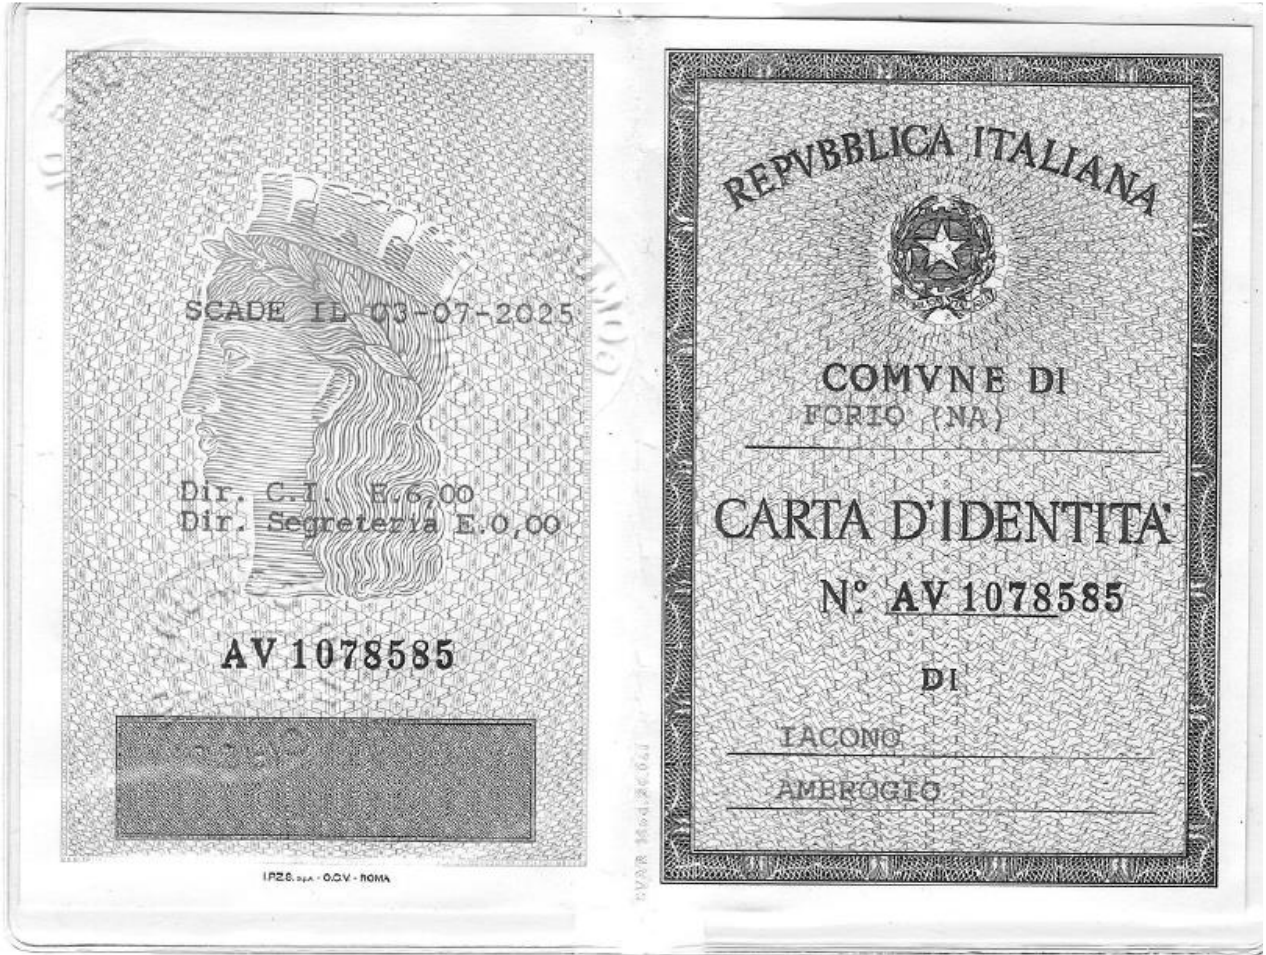 SCADE IL 03-07-2025
Dir. C.I. E.6,00
Dir. Segreteria E.0,00
AV 1078585
I.P.Z.S. S.p.A. - O.C.V. - ROMA
REPVBBLICA ITALIANA
COMVNE DI
FORIO (NA)
CARTA D'IDENTITA'
Nº AV 1078585
DI
IACONO
AMBROGIO